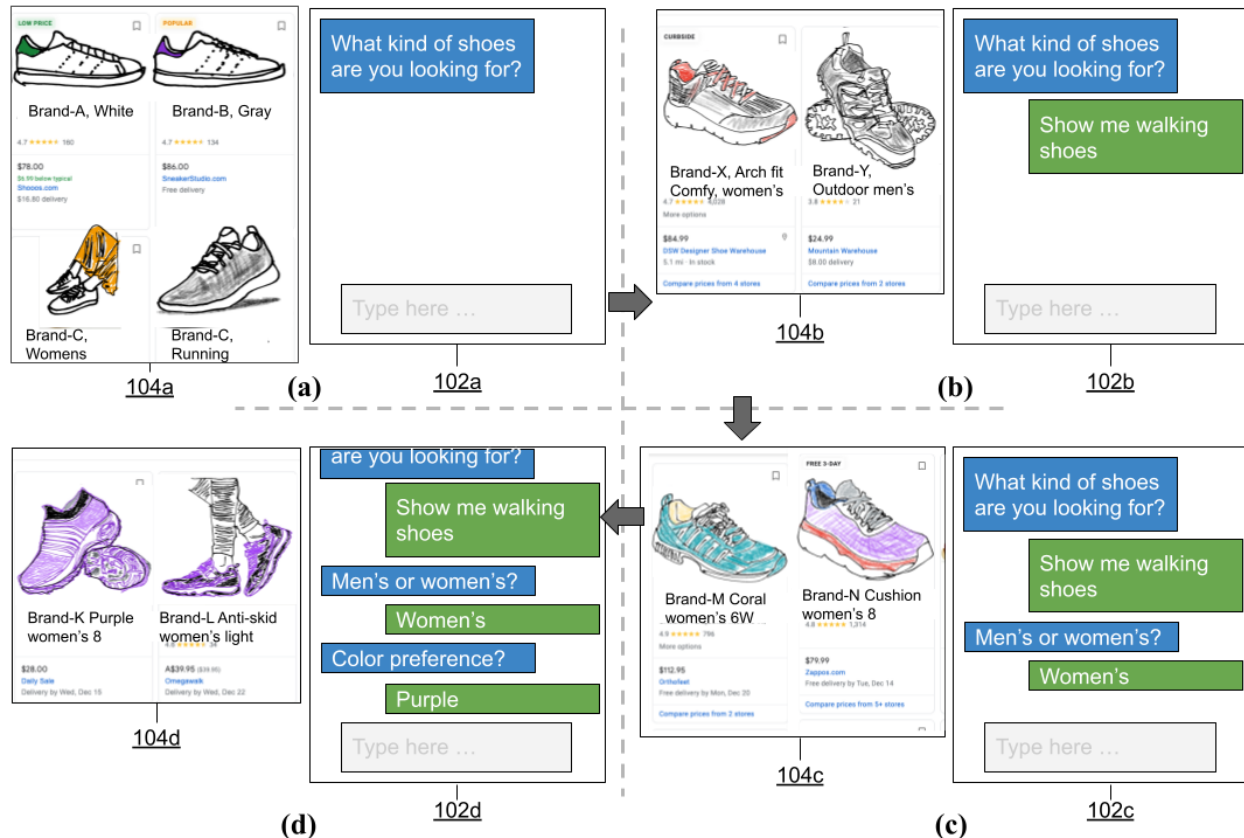 LOW PRICE
POPULAR
Brand-A, White
Brand-B, Gray
4.7 ★★★★★ 160
4.7 ★★★★★ 134
$78.00
$6.99 below typical
Shooos.com
$16.80 delivery
$86.00
SneakerStudio.com
Free delivery
Brand-C,
Womens
Brand-C,
Running
104a
What kind of shoes
are you looking for?
Type here ...
102a
(a)
CURBSIDE
Brand-X, Arch fit
Comfy, women's
4.7 ★★★★★ 4,028
More options
$84.99
DSW Designer Shoe Warehouse
5.1 mi · In stock
Compare prices from 4 stores
Brand-Y,
Outdoor men's
3.8 ★★★★★ 21
$24.99
Mountain Warehouse
$8.00 delivery
Compare prices from 2 stores
104b
What kind of shoes
are you looking for?
Show me walking
shoes
Type here ...
102b
(b)
Brand-K Purple
women's 8
$28.00
Daily Sale
Delivery by Wed, Dec 15
Brand-L Anti-skid
women's light
34
A$39.95 ($39.95)
Omegawalk
Delivery by Wed, Dec 22
104d
are you looking for?
Show me walking
shoes
Men's or women's?
Women's
Color preference?
Purple
Type here ...
102d
(d)
Brand-M Coral
women's 6W
4.9 ★★★★★ 796
More options
$112.95
Orthofeet
Free delivery by Mon, Dec 20
Compare prices from 2 stores
FREE 3-DAY
Brand-N Cushion
women's 8
4.8 ★★★★★ 1,314
$79.99
Zappos.com
Free delivery by Tue, Dec 14
Compare prices from 5+ stores
104c
What kind of shoes
are you looking for?
Show me walking
shoes
Men's or women's?
Women's
Type here ...
102c
(c)